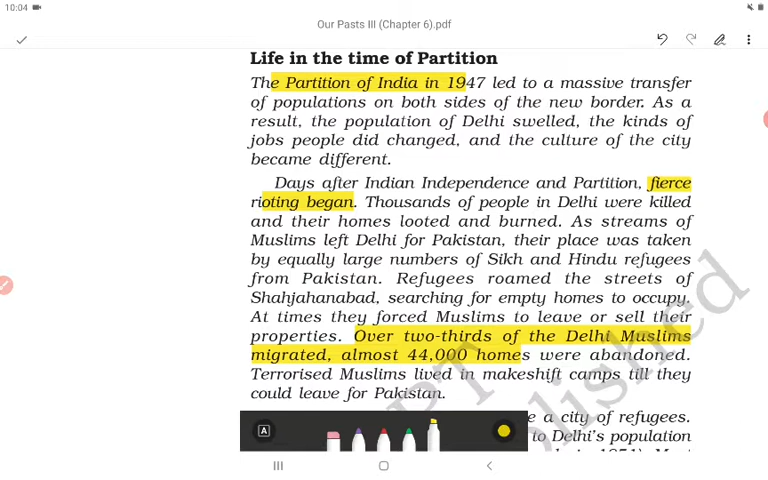 10:04
Our Pasts III (Chapter 6).pdf
Life in the time of Partition
The Partition of India in 1947 led to a massive transfer
of populations on both sides of the new border. As a
result, the population of Delhi swelled, the kinds of
jobs people did changed, and the culture of the city
became different.
Days after Indian Independence and Partition, fierce
rioting began. Thousands of people in Delhi were killed
and their homes looted and burned. As streams of
Muslims left Delhi for Pakistan, their place was taken
by equally large numbers of Sikh and Hindu refugees
from Pakistan. Refugees roamed the streets of
Shahjahanabad, searching for empty homes to occupy.
At times they forced Muslims to leave or sell their
properties. Over two-thirds of the Delhi Muslims
migrated, almost 44,000 homes were abandoned.
Terrorised Muslims lived in makeshift camps till they
could leave for Pakistan.
e a city of refugees.
to Delhi's population
A